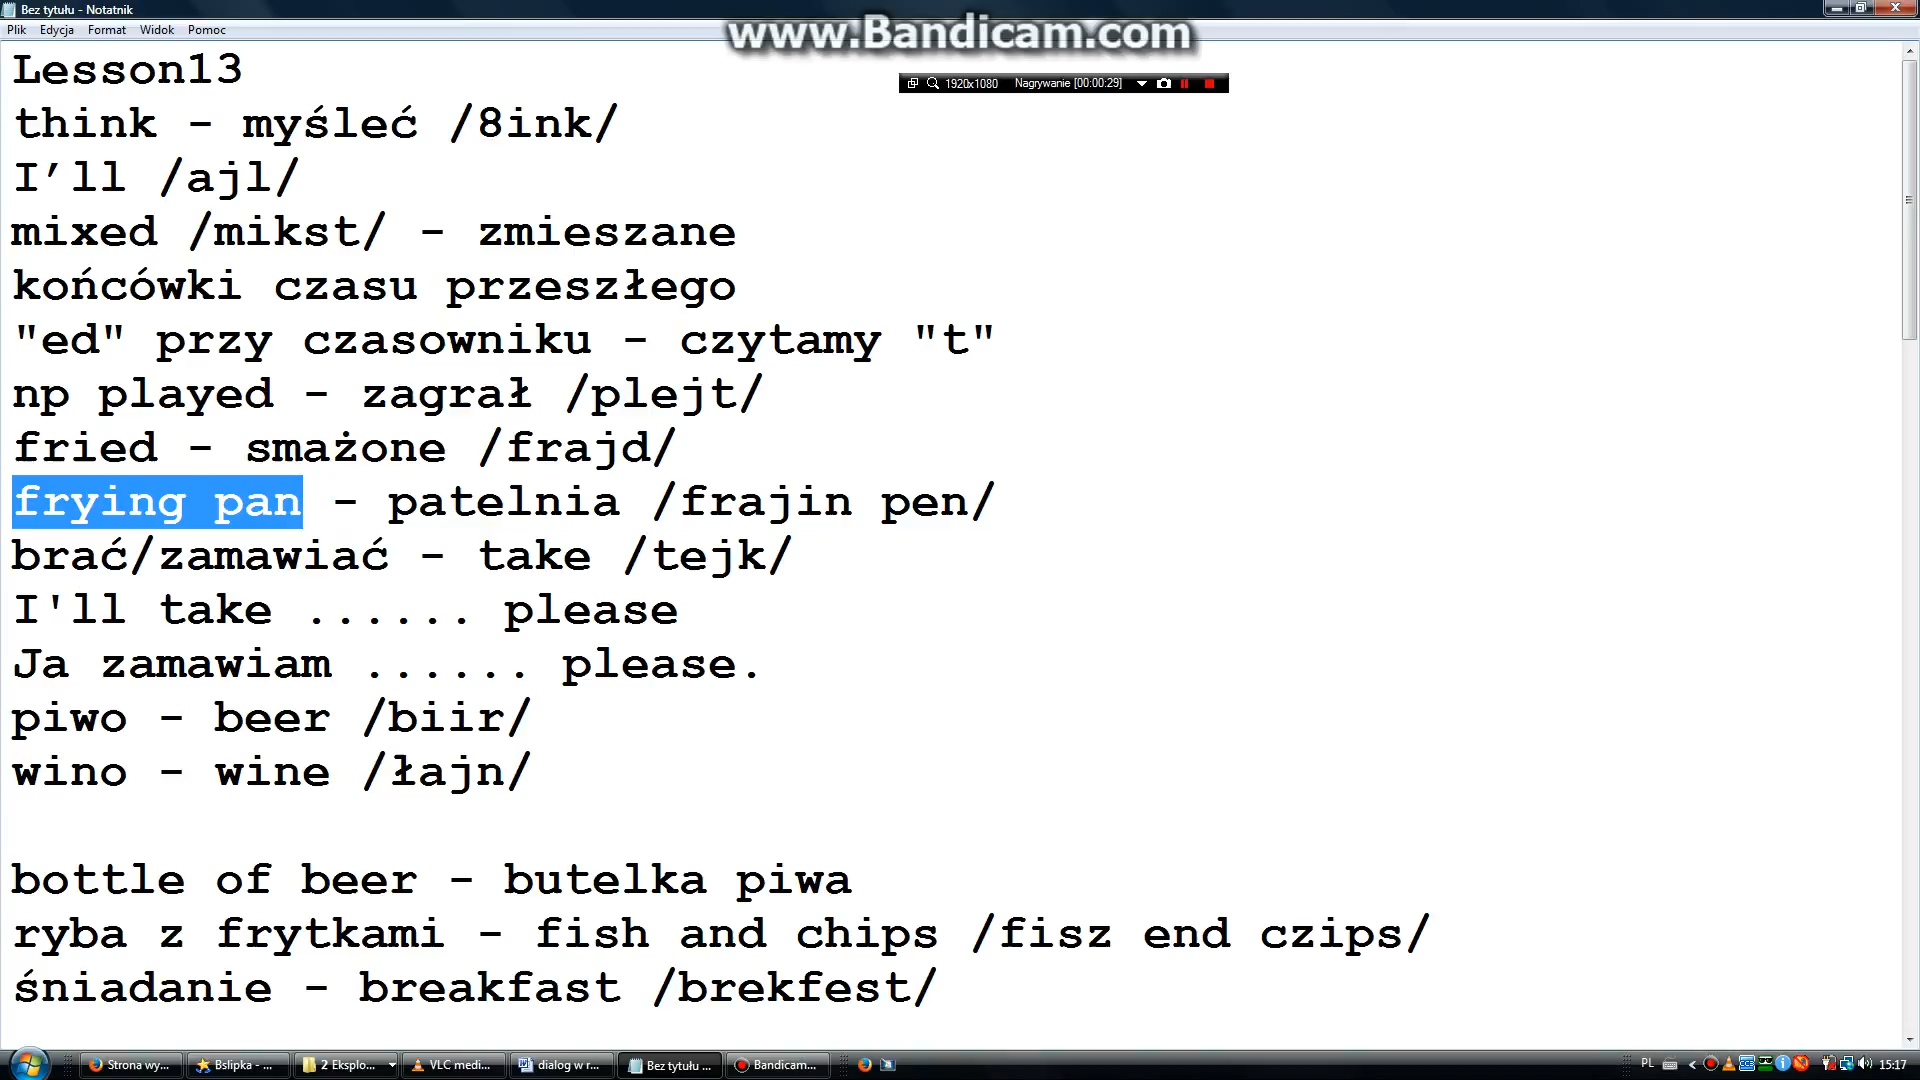 Bez tytułu - Notatnik
Plik Edycja Format Widok Pomoc
www.Bandicam.com
1920x1080 Nagrywanie [00:00:29]
Lesson13
think - myśleć /8ink/
I’ll /ajl/
mixed /mikst/ - zmieszane
końcówki czasu przeszłego
"ed" przy czasowniku - czytamy "t"
np played - zagrał /plejt/
fried - smażone /frajd/
frying pan - patelnia /frajin pen/
brać/zamawiać - take /tejk/
I'll take ...... please
Ja zamawiam ...... please.
piwo - beer /biir/
wino - wine /łajn/
bottle of beer - butelka piwa
ryba z frytkami - fish and chips /fisz end czips/
śniadanie - breakfast /brekfest/
Strona wy... Bslipka - ... 2 Eksplo... VLC medi... dialog w r... Bez tytułu ... Bandicam... PL 15:17